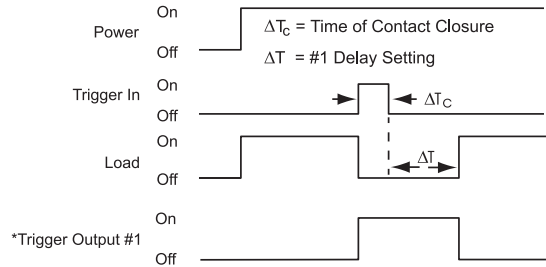 On
Power
Off
ΔTc = Time of Contact Closure
ΔT = #1 Delay Setting
On
Trigger In
Off
ΔTC
On
Load
Off
ΔT
On
*Trigger Output #1
Off